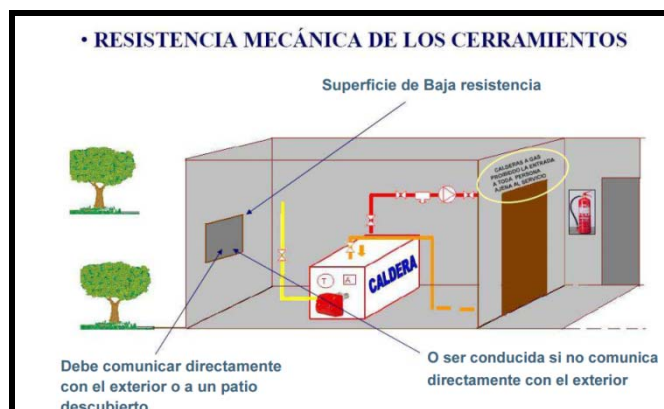 • RESISTENCIA MECÁNICA DE LOS CERRAMIENTOS
Superficie de Baja resistencia
CALDERAS A GAS
PROHIBIDO LA ENTRADA
A TODA PERSONA
AJENA AL SERVICIO
T
A
CALDERA
Debe comunicar directamente
con el exterior o a un patio
descubierto
O ser conducida si no comunica
directamente con el exterior